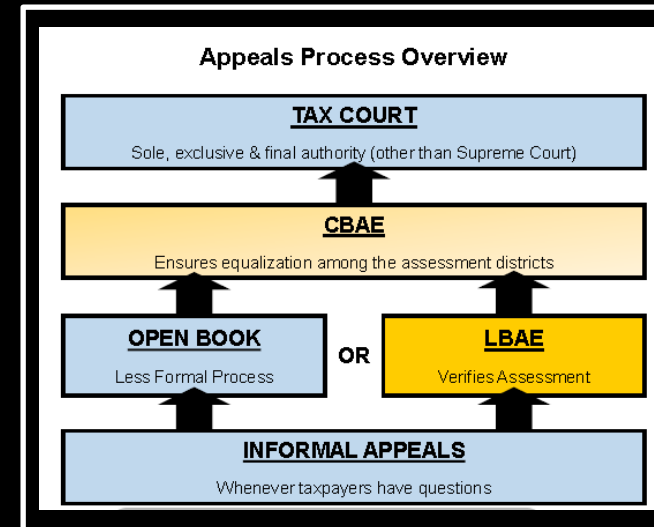 Appeals Process Overview
TAX COURT
Sole, exclusive & final authority (other than Supreme Court)
CBAE
Ensures equalization among the assessment districts
OPEN BOOK
Less Formal Process
OR
LBAE
Verifies Assessment
INFORMAL APPEALS
Whenever taxpayers have questions